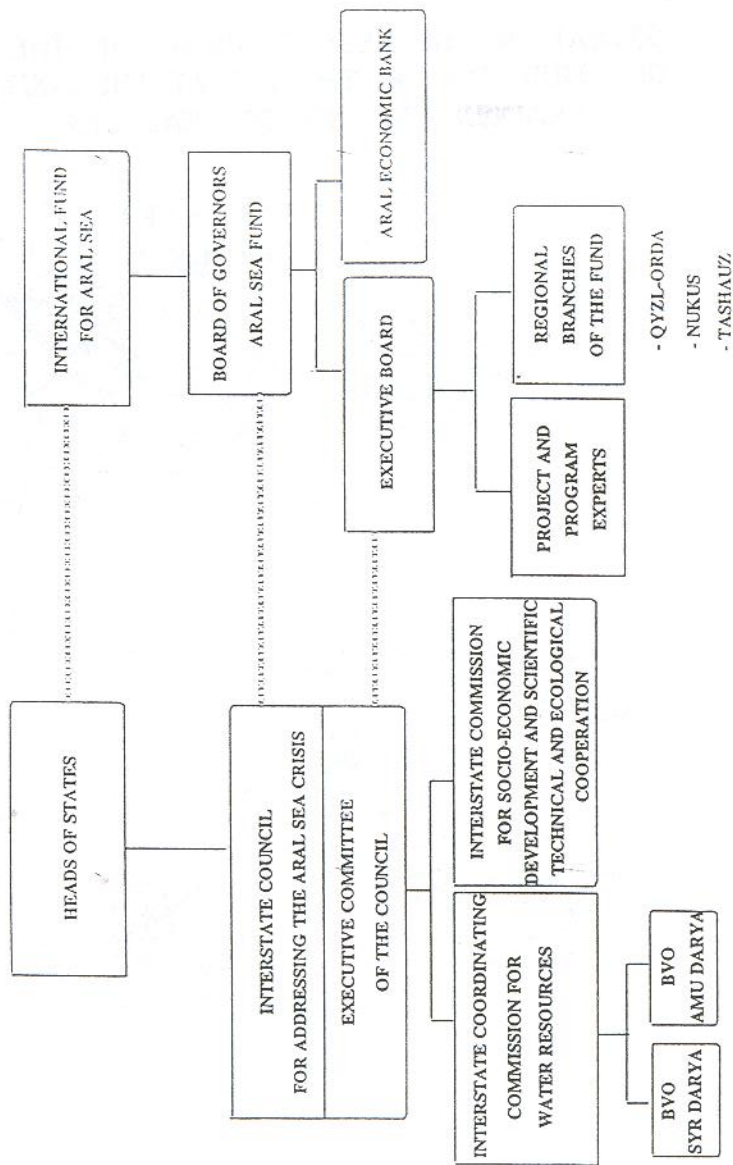 HEADS OF STATES
INTERNATIONAL FUND
FOR ARAL SEA
INTERSTATE COUNCIL
FOR ADDRESSING THE ARAL SEA CRISIS
EXECUTIVE COMMITTEE
OF THE COUNCIL
BOARD OF GOVERNORS
ARAL SEA FUND
EXECUTIVE BOARD
ARAL ECONOMIC BANK
INTERSTATE COORDINATING
COMMISSION FOR
WATER RESOURCES
INTERSTATE COMMISSION
FOR SOCIO-ECONOMIC
DEVELOPMENT AND SCIENTIFIC
TECHNICAL AND ECOLOGICAL
COOPERATION
PROJECT AND
PROGRAM
EXPERTS
REGIONAL
BRANCHES
OF THE FUND
- QYZL-ORDA
- NUKUS
- TASHAUZ
BVO
SYR DARYA
BVO
AMU DARYA